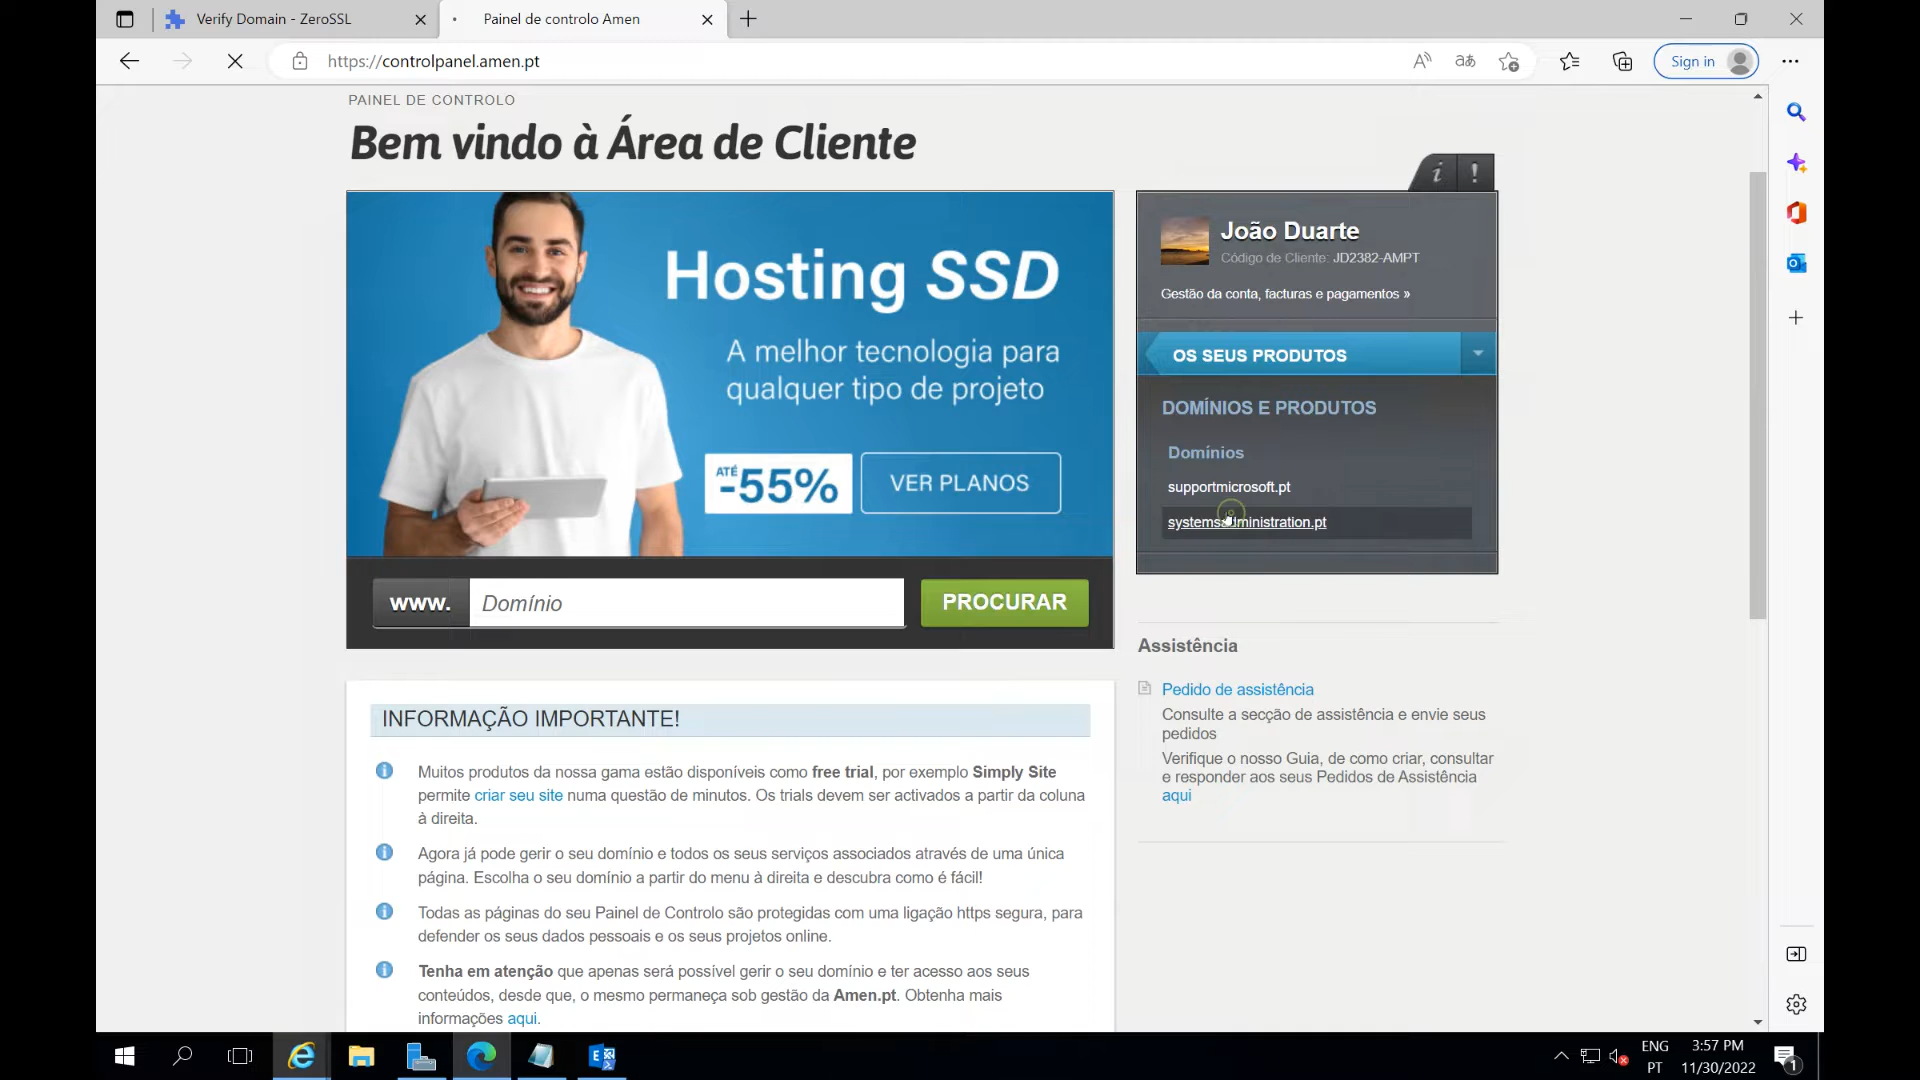 Verify Domain - ZeroSSL
Painel de controlo Amen
https://controlpanel.amen.pt
Sign in
PAINEL DE CONTROLO
Bem vindo à Área de Cliente
Hosting SSD
A melhor tecnologia para
qualquer tipo de projeto
ATÉ
-55%
VER PLANOS
www.
Domínio
PROCURAR
João Duarte
Código de Cliente: JD2382-AMPT
Gestão da conta, facturas e pagamentos »
OS SEUS PRODUTOS
DOMÍNIOS E PRODUTOS
Domínios
supportmicrosoft.pt
systemsadministration.pt
Assistência
Pedido de assistência
Consulte a secção de assistência e envie seus
pedidos
Verifique o nosso Guia, de como criar, consultar
e responder aos seus Pedidos de Assistência
aqui
INFORMAÇÃO IMPORTANTE!
Muitos produtos da nossa gama estão disponíveis como free trial, por exemplo Simply Site
permite criar seu site numa questão de minutos. Os trials devem ser activados a partir da coluna
à direita.
Agora já pode gerir o seu domínio e todos os seus serviços associados através de uma única
página. Escolha o seu domínio a partir do menu à direita e descubra como é fácil!
Todas as páginas do seu Painel de Controlo são protegidas com uma ligação https segura, para
defender os seus dados pessoais e os seus projetos online.
Tenha em atenção que apenas será possível gerir o seu domínio e ter acesso aos seus
conteúdos, desde que, o mesmo permaneça sob gestão da Amen.pt. Obtenha mais
informações aqui.
ENG
PT
3:57 PM
11/30/2022
1